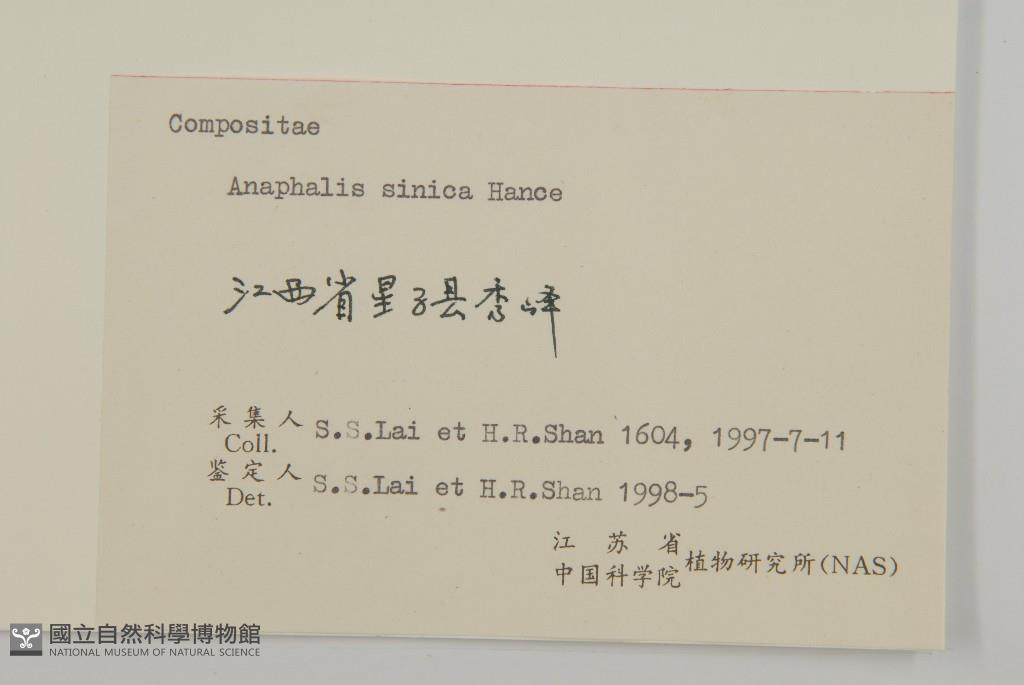 Compositae
Anaphalis sinica Hance
江西省星子县秀峰
采集人 S.S.Lai et H.R.Shan 1604, 1997-7-11
Coll.
鉴定人 S.S.Lai et H.R.Shan 1998-5
Det.
江苏省
中国科学院植物研究所(NAS)
國立自然科學博物館
NATIONAL MUSEUM OF NATURAL SCIENCE